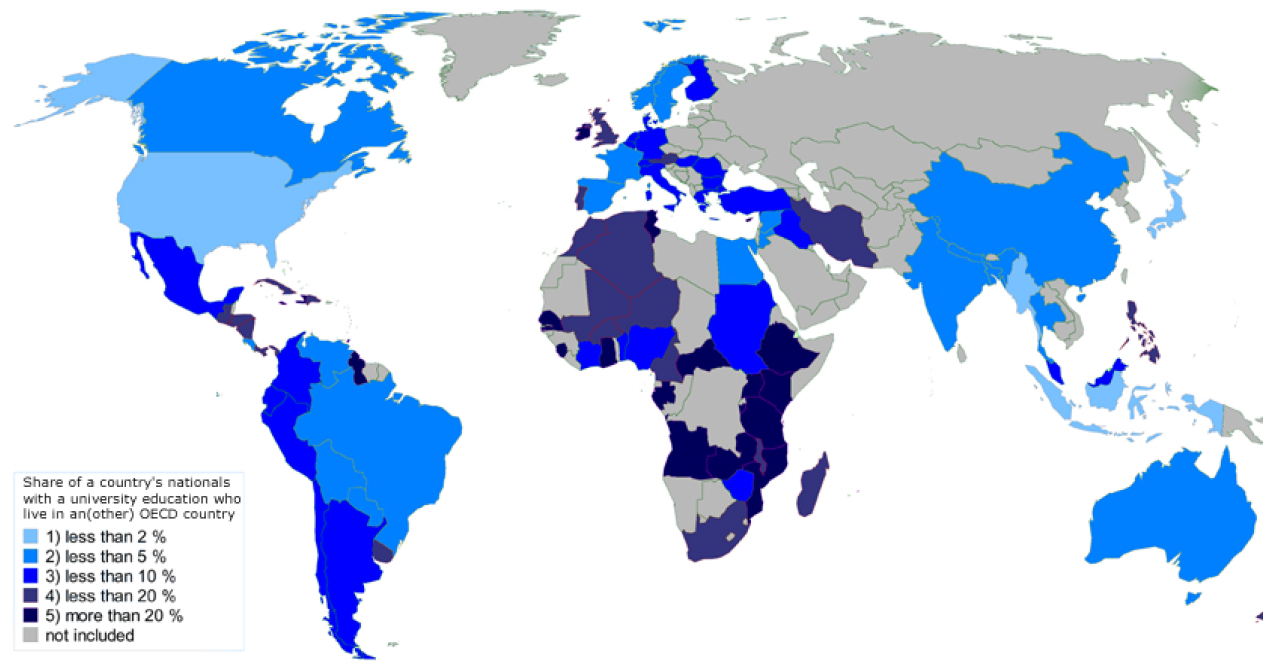 Share of a country's nationals
with a university education who
live in an(other) OECD country
1) less than 2 %
2) less than 5 %
3) less than 10 %
4) less than 20 %
5) more than 20 %
not included